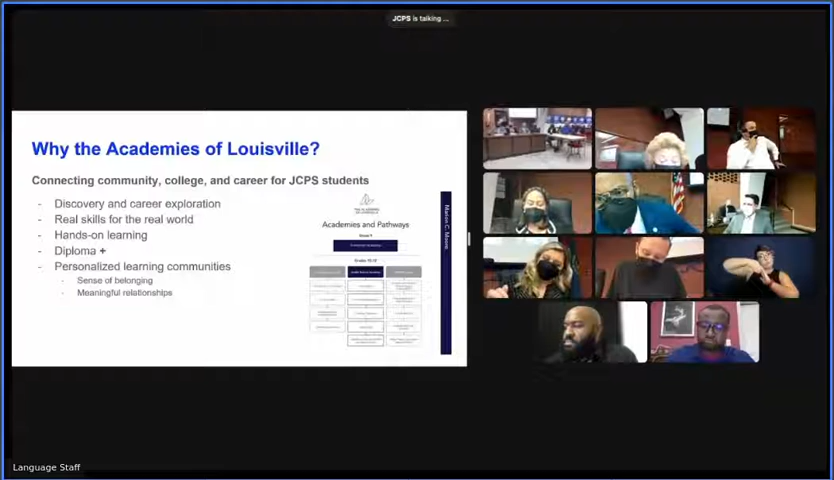 JCPS is talking ...
Why the Academies of Louisville?
Connecting community, college, and career for JCPS students
- Discovery and career exploration
- Real skills for the real world
- Hands-on learning
- Diploma +
- Personalized learning communities
- Sense of belonging
- Meaningful relationships
Academies and Pathways
Marion C. Moore
Language Staff